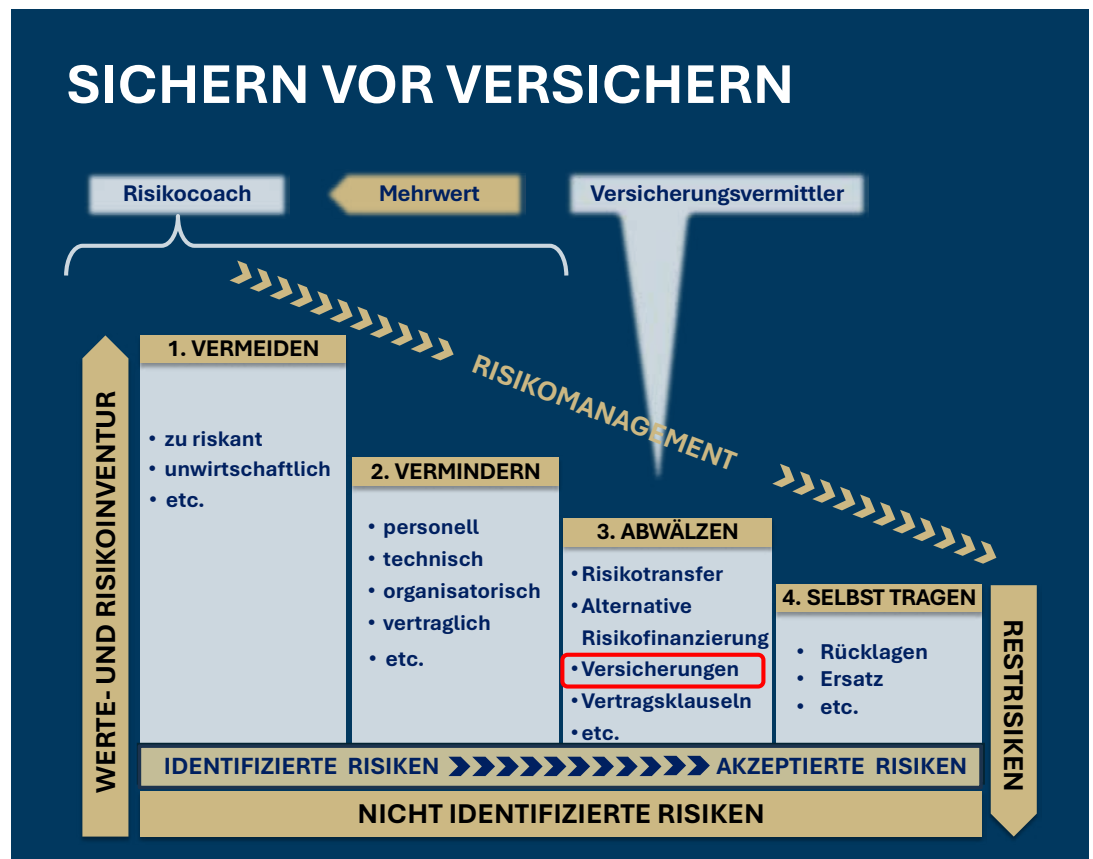 SICHERN VOR VERSICHERN
Risikocoach
Mehrwert
Versicherungsvermittler
RISIKOMANAGEMENT
WERTE- UND RISIKOINVENTUR
1. VERMEIDEN
• zu riskant
• unwirtschaftlich
• etc.
2. VERMINDERN
• personell
• technisch
• organisatorisch
• vertraglich
• etc.
3. ABWÄLZEN
• Risikotransfer
• Alternative
Risikofinanzierung
• Versicherungen
• Vertragsklauseln
• etc.
4. SELBST TRAGEN
• Rücklagen
• Ersatz
• etc.
RESTRISIKEN
IDENTIFIZIERTE RISIKEN
AKZEPTIERTE RISIKEN
NICHT IDENTIFIZIERTE RISIKEN